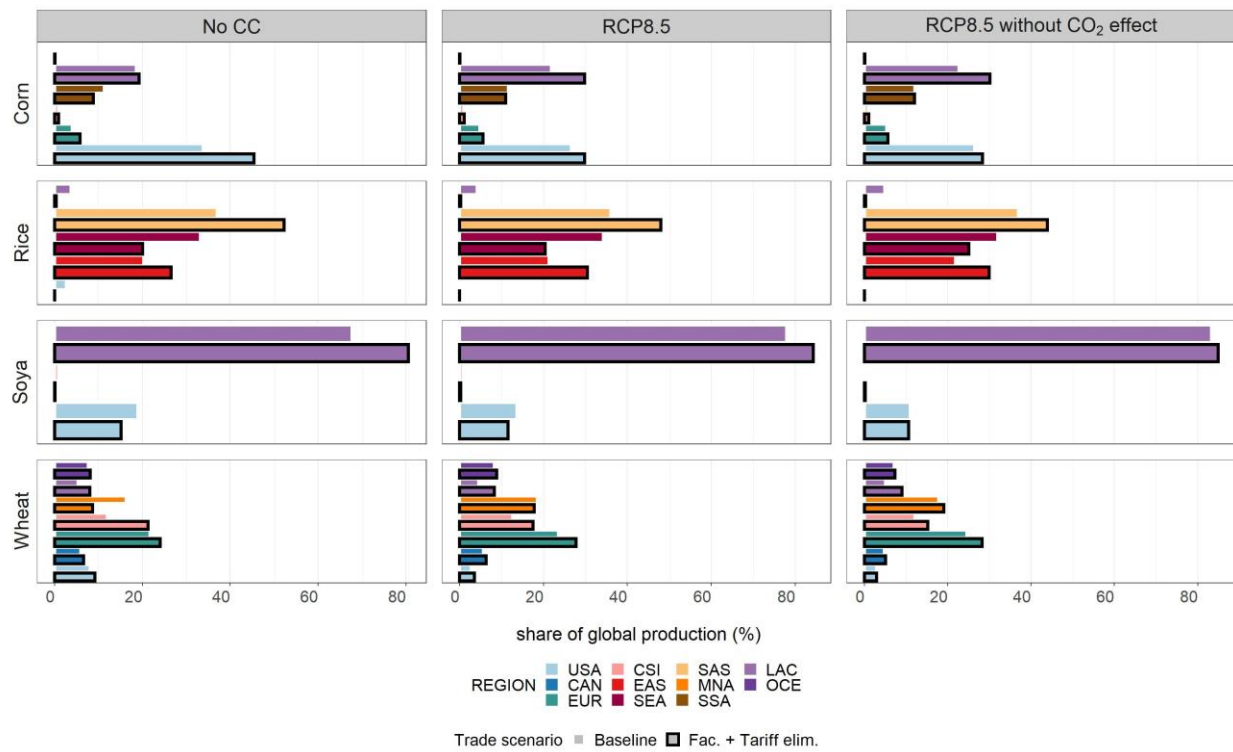 No CC
RCP8.5
RCP8.5 without CO₂ effect
Corn
Rice
Soya
Wheat
0 20 40 60 80
0 20 40 60 80
0 20 40 60 80
share of global production (%)
REGION
USA CSI SAS LAC
CAN EAS MNA OCE
EUR SEA SSA
Trade scenario Baseline Fac. + Tariff elim.